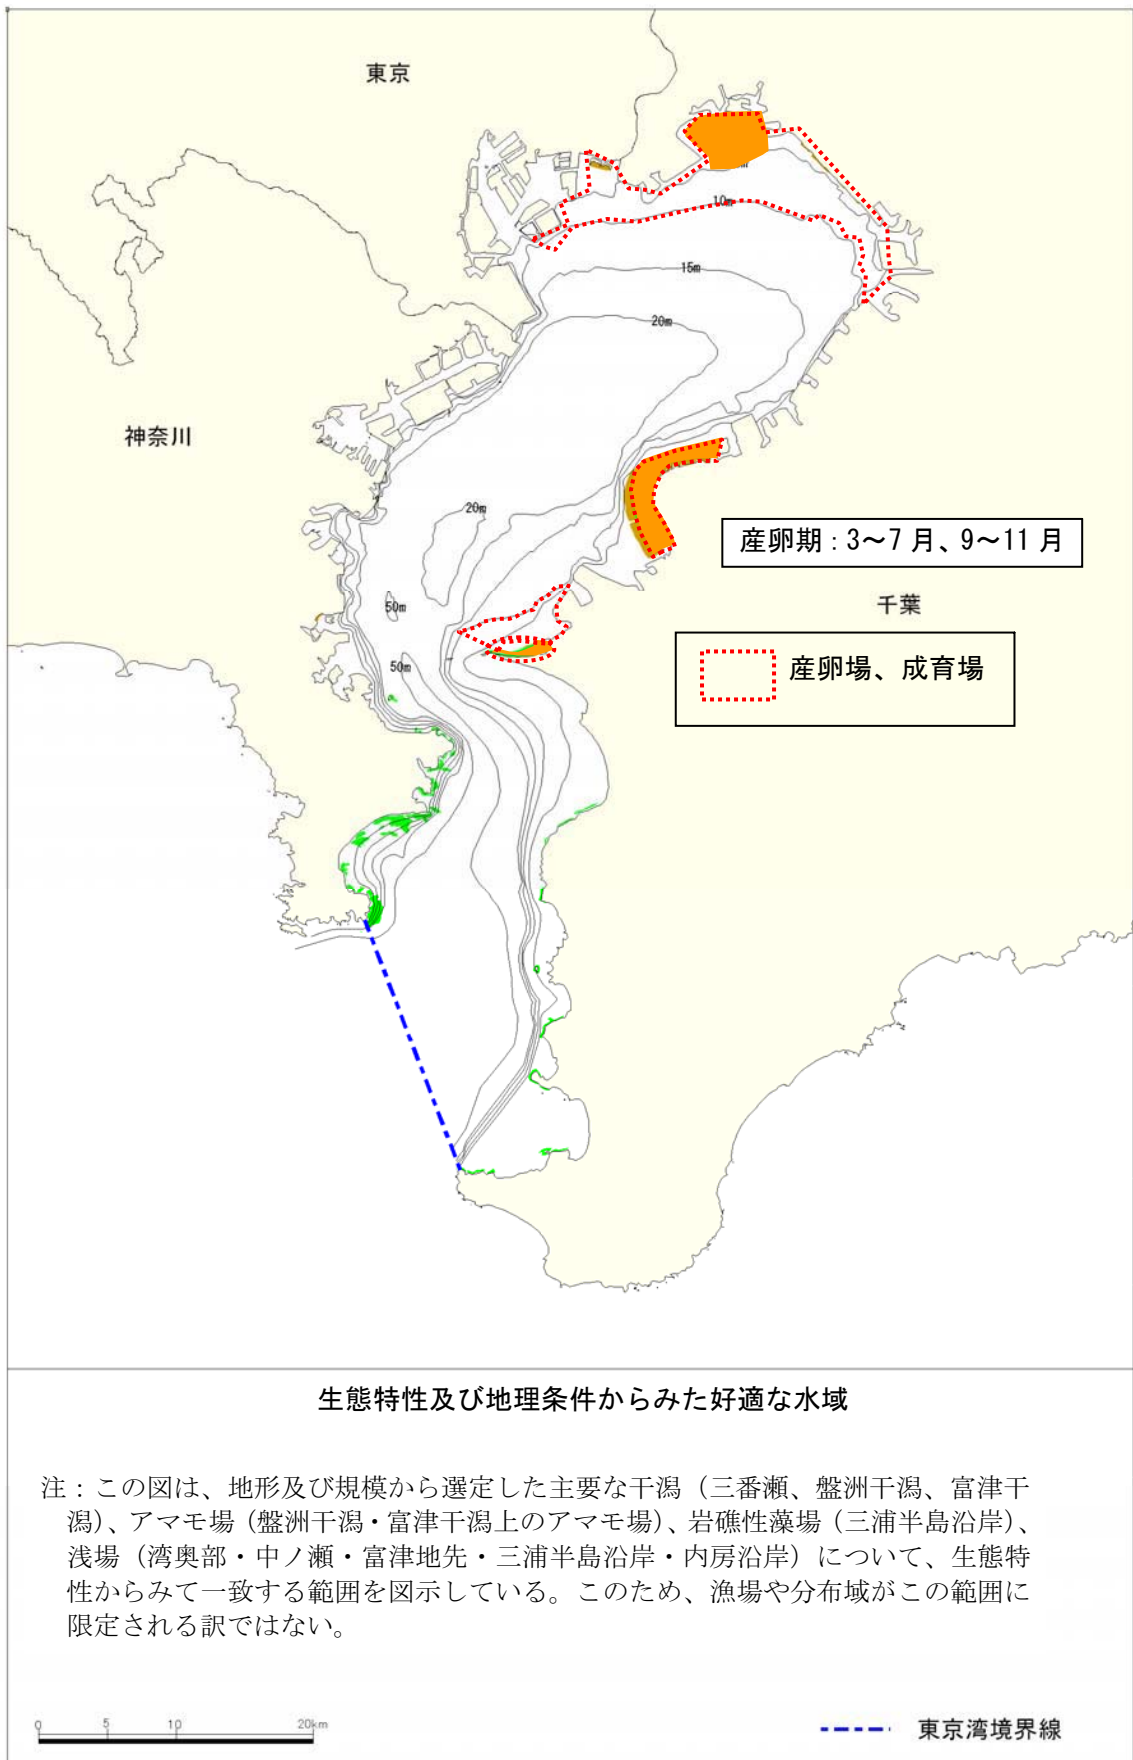 東京
10m
15m
20m
神奈川
20m
産卵期：3～7 月、9～11 月
千葉
50m
産卵場、成育場
50m
生態特性及び地理条件からみた好適な水域
注：この図は、地形及び規模から選定した主要な干潟（三番瀬、盤洲干潟、富津干
潟）、アマモ場（盤洲干潟・富津干潟上のアマモ場）、岩礁性藻場（三浦半島沿岸）、
浅場（湾奥部・中ノ瀬・富津地先・三浦半島沿岸・内房沿岸）について、生態特
性からみて一致する範囲を図示している。このため、漁場や分布域がこの範囲に
限定される訳ではない。
0 5 10 20km
東京湾境界線